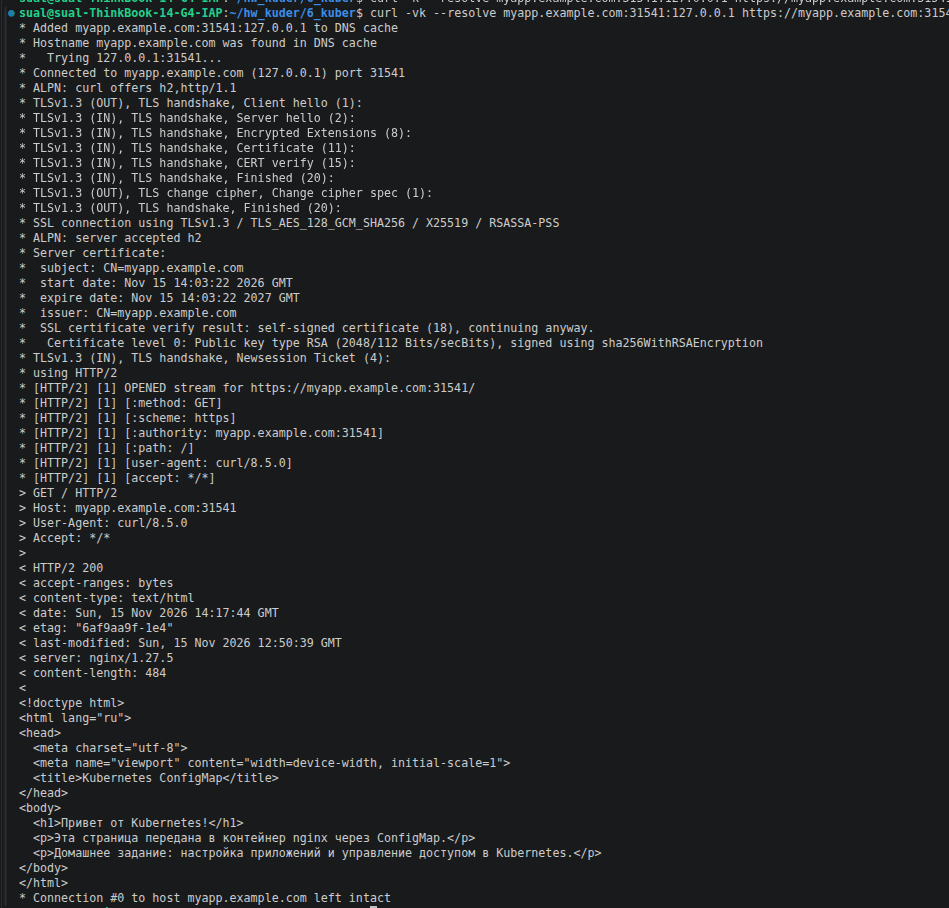 sual@sual-ThinkBook-14-G4-IAP:~/hw_kuder/6_kuber$ curl -vk --resolve myapp.example.com:31541:127.0.0.1 https://myapp.example.com:3154
* Added myapp.example.com:31541:127.0.0.1 to DNS cache
* Hostname myapp.example.com was found in DNS cache
*   Trying 127.0.0.1:31541...
* Connected to myapp.example.com (127.0.0.1) port 31541
* ALPN: curl offers h2,http/1.1
* TLSv1.3 (OUT), TLS handshake, Client hello (1):
* TLSv1.3 (IN), TLS handshake, Server hello (2):
* TLSv1.3 (IN), TLS handshake, Encrypted Extensions (8):
* TLSv1.3 (IN), TLS handshake, Certificate (11):
* TLSv1.3 (IN), TLS handshake, CERT verify (15):
* TLSv1.3 (IN), TLS handshake, Finished (20):
* TLSv1.3 (OUT), TLS change cipher, Change cipher spec (1):
* TLSv1.3 (OUT), TLS handshake, Finished (20):
* SSL connection using TLSv1.3 / TLS_AES_128_GCM_SHA256 / X25519 / RSASSA-PSS
* ALPN: server accepted h2
* Server certificate:
*  subject: CN=myapp.example.com
*  start date: Nov 15 14:03:22 2026 GMT
*  expire date: Nov 15 14:03:22 2027 GMT
*  issuer: CN=myapp.example.com
*  SSL certificate verify result: self-signed certificate (18), continuing anyway.
*   Certificate level 0: Public key type RSA (2048/112 Bits/secBits), signed using sha256WithRSAEncryption
* TLSv1.3 (IN), TLS handshake, Newsession Ticket (4):
* using HTTP/2
* [HTTP/2] [1] OPENED stream for https://myapp.example.com:31541/
* [HTTP/2] [1] [:method: GET]
* [HTTP/2] [1] [:scheme: https]
* [HTTP/2] [1] [:authority: myapp.example.com:31541]
* [HTTP/2] [1] [:path: /]
* [HTTP/2] [1] [user-agent: curl/8.5.0]
* [HTTP/2] [1] [accept: */*]
> GET / HTTP/2
> Host: myapp.example.com:31541
> User-Agent: curl/8.5.0
> Accept: */*
>
< HTTP/2 200
< accept-ranges: bytes
< content-type: text/html
< date: Sun, 15 Nov 2026 14:17:44 GMT
< etag: "6af9aa9f-1e4"
< last-modified: Sun, 15 Nov 2026 12:50:39 GMT
< server: nginx/1.27.5
< content-length: 484
<
<!doctype html>
<html lang="ru">
<head>
  <meta charset="utf-8">
  <meta name="viewport" content="width=device-width, initial-scale=1">
  <title>Kubernetes ConfigMap</title>
</head>
<body>
  <h1>Привет от Kubernetes!</h1>
  <p>Эта страница передана в контейнер nginx через ConfigMap.</p>
  <p>Домашнее задание: настройка приложений и управление доступом в Kubernetes.</p>
</body>
</html>
* Connection #0 to host myapp.example.com left intact